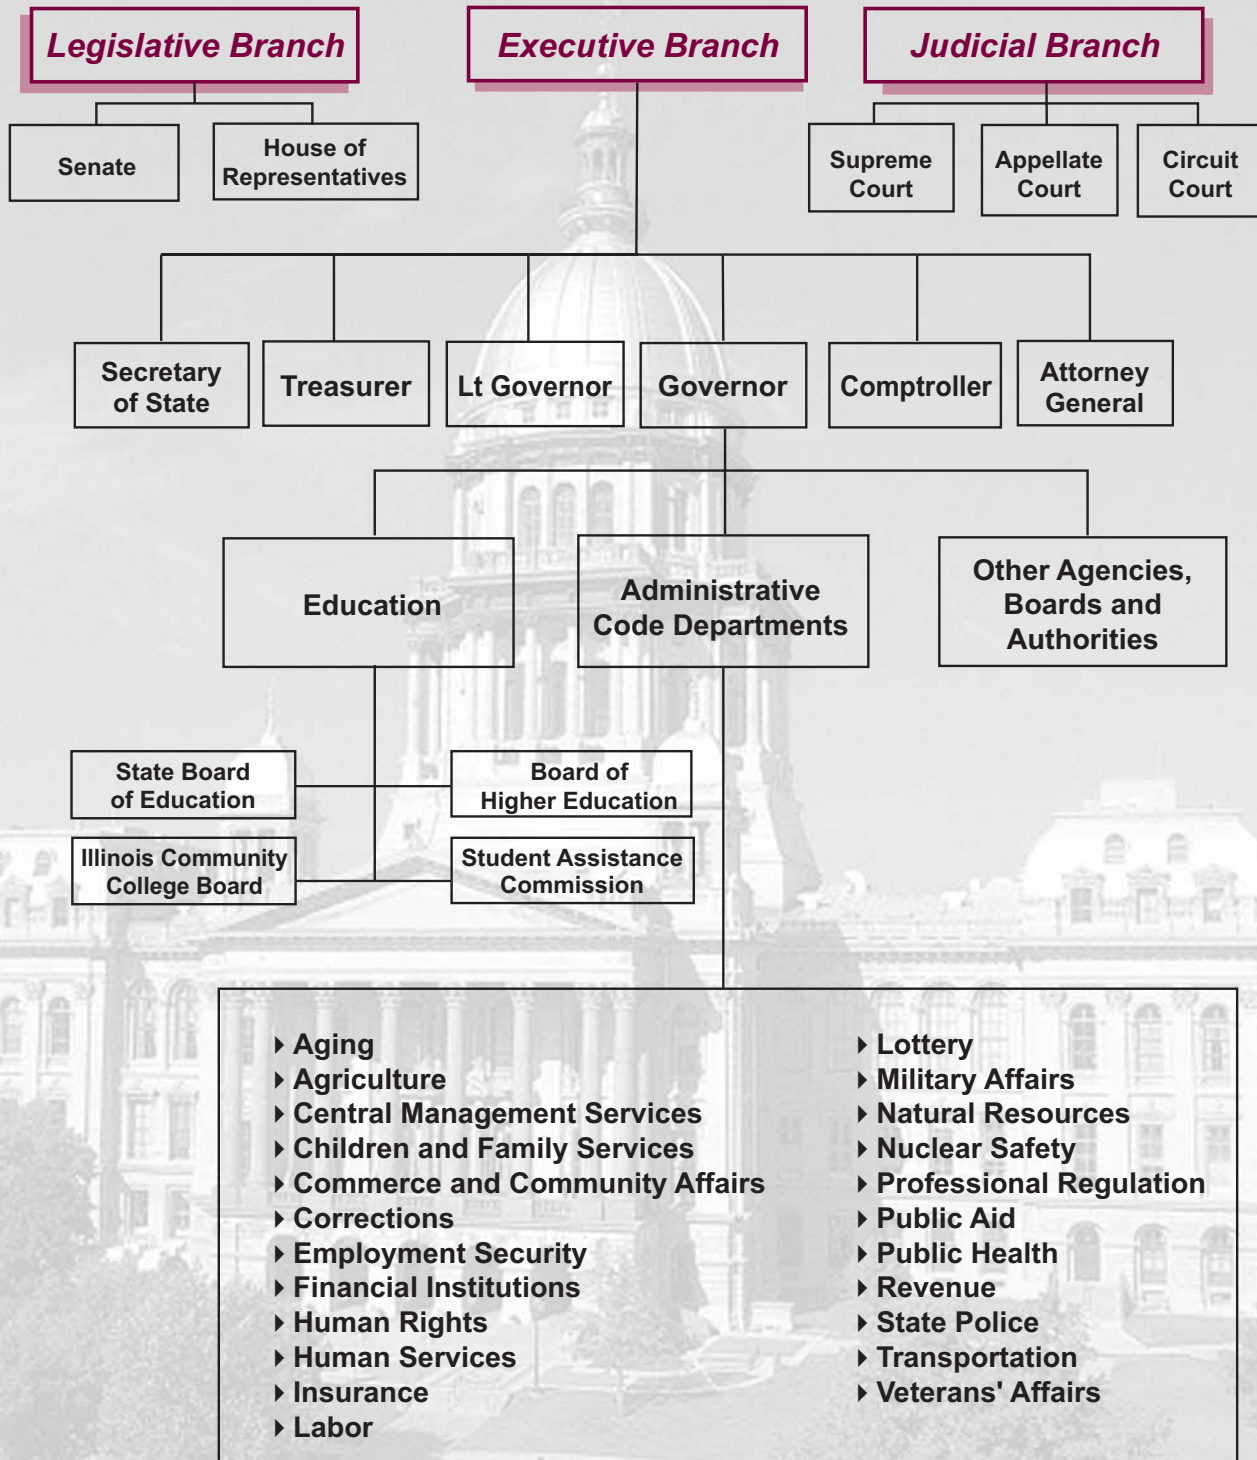 Legislative Branch
Executive Branch
Judicial Branch
Senate
House of
Representatives
Supreme
Court
Appellate
Court
Circuit
Court
Secretary
of State
Treasurer
Lt Governor
Governor
Comptroller
Attorney
General
Education
Administrative
Code Departments
Other Agencies,
Boards and
Authorities
State Board
of Education
Board of
Higher Education
Illinois Community
College Board
Student Assistance
Commission
Aging
Agriculture
Central Management Services
Children and Family Services
Commerce and Community Affairs
Corrections
Employment Security
Financial Institutions
Human Rights
Human Services
Insurance
Labor
Lottery
Military Affairs
Natural Resources
Nuclear Safety
Professional Regulation
Public Aid
Public Health
Revenue
State Police
Transportation
Veterans' Affairs